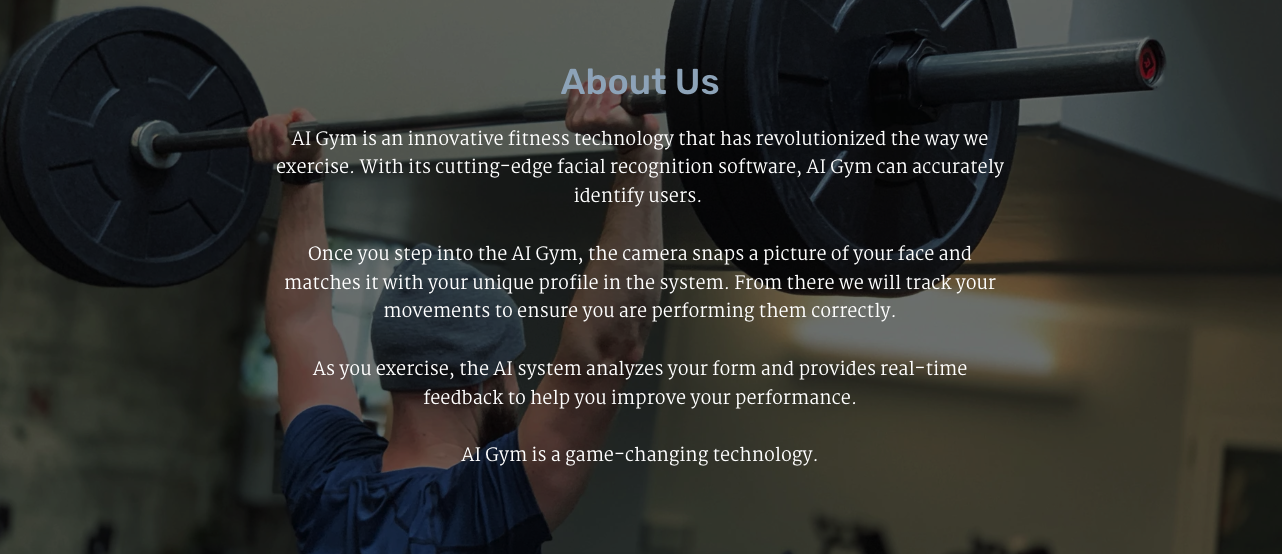 About Us
AI Gym is an innovative fitness technology that has revolutionized the way we
exercise. With its cutting-edge facial recognition software, AI Gym can accurately
identify users.
Once you step into the AI Gym, the camera snaps a picture of your face and
matches it with your unique profile in the system. From there we will track your
movements to ensure you are performing them correctly.
As you exercise, the AI system analyzes your form and provides real-time
feedback to help you improve your performance.
AI Gym is a game-changing technology.